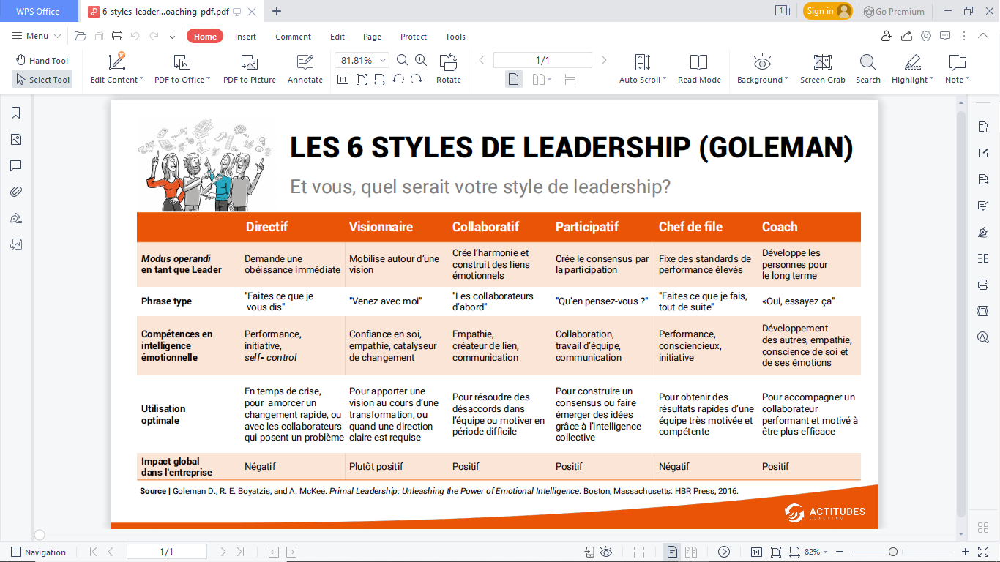 WPS Office
6-styles-leader...oaching-pdf.pdf
1
Sign in
Go Premium
Menu
Home
Insert
Comment
Edit
Page
Protect
Tools
Hand Tool
Select Tool
Edit Content
PDF to Office
PDF to Picture
Annotate
81.81%
1:1
Rotate
1/1
Auto Scroll
Read Mode
Background
Screen Grab
Search
Highlight
Note
LES 6 STYLES DE LEADERSHIP (GOLEMAN)
Et vous, quel serait votre style de leadership?
Directif Visionnaire Collaboratif Participatif Chef de file Coach
Modus operandi
en tant que Leader
Demande une
obéissance immédiate
Mobilise autour d'une
vision
Crée l'harmonie et
construit des liens
émotionnels
Crée le consensus par
la participation
Fixe des standards de
performance élevés
Développe les
personnes pour
le long terme
Phrase type
"Faites ce que je
vous dis"
"Venez avec moi"
"Les collaborateurs
d'abord"
"Qu'en pensez-vous ?"
"Faites ce que je fais,
tout de suite"
«Oui, essayez ça"
Compétences en
intelligence
émotionnelle
Performance,
initiative,
self- control
Confiance en soi,
empathie, catalyseur
de changement
Empathie,
créateur de lien,
communication
Collaboration,
travail d'équipe,
communication
Performance,
consciencieux,
initiative
Développement
des autres, empathie,
conscience de soi et
de ses émotions
Utilisation
optimale
En temps de crise,
pour  amorcer un
changement rapide, ou
avec les collaborateurs
qui posent un problème
Pour apporter une
vision au cours d'une
transformation, ou
quand une direction
claire est requise
Pour résoudre des
désaccords dans
l'équipe ou motiver en
période difficile
Pour construire un
consensus ou faire
émerger des idées
grâce à l'intelligence
collective
Pour obtenir des
résultats rapides d'une
équipe très motivée et
compétente
Pour accompagner un
collaborateur
performant et motivé à
être plus efficace
Impact global
dans l'entreprise
Négatif
Plutôt positif
Positif
Positif
Négatif
Positif
Source | Goleman D., R. E. Boyatzis, and A. McKee. Primal Leadership: Unleashing the Power of Emotional Intelligence. Boston, Massachusetts: HBR Press, 2016.
ACTITUDES
COACHING
Navigation
1/1
1:1
82%